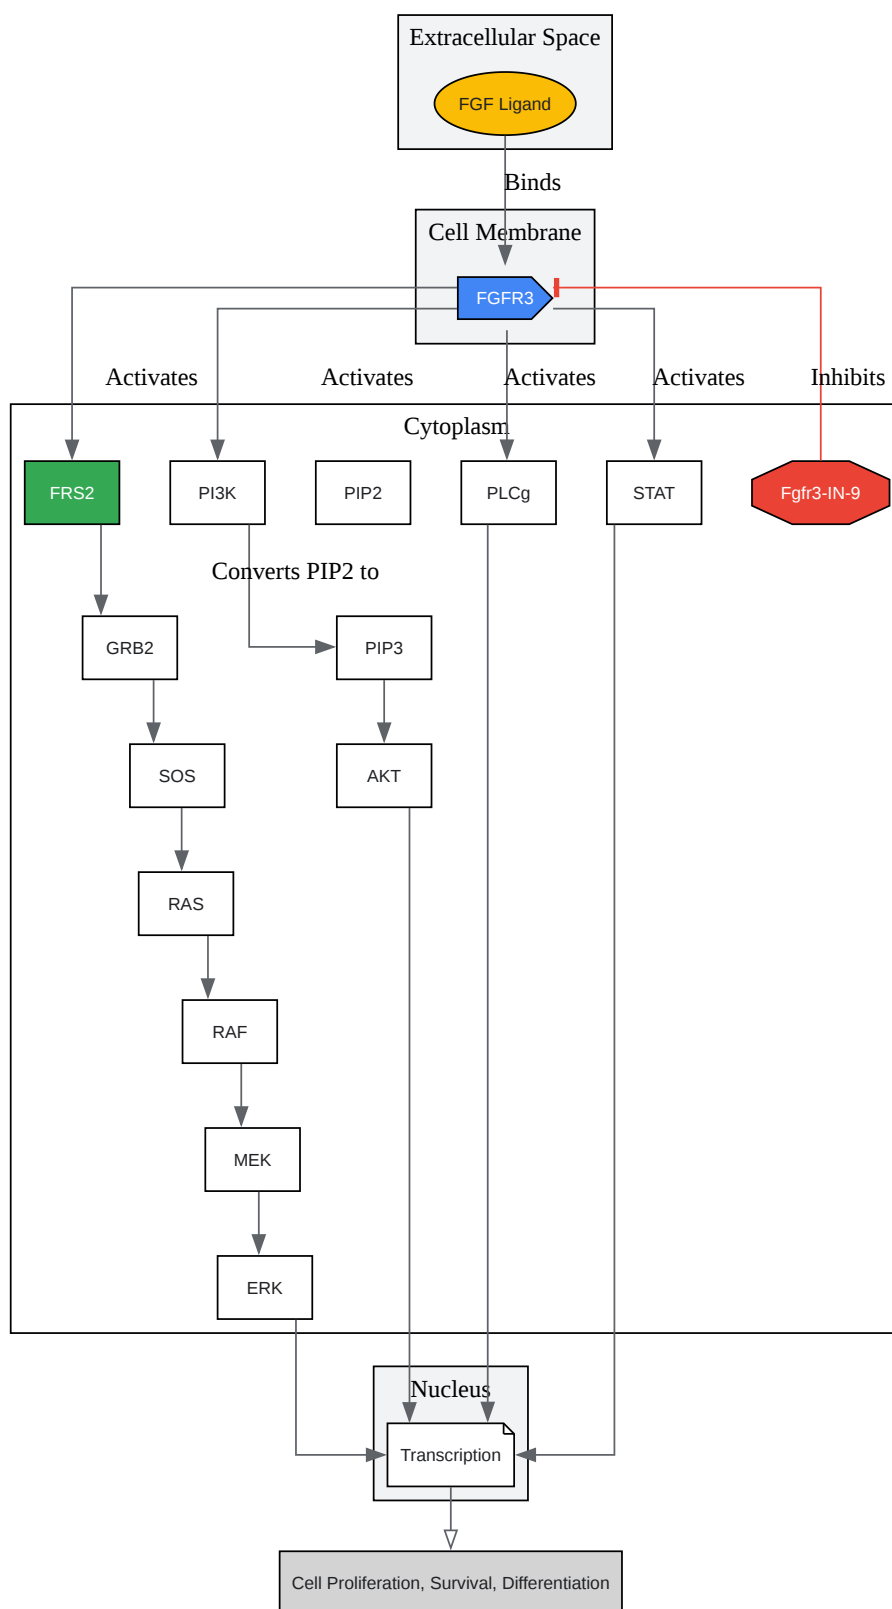 Extracellular Space
FGF Ligand
Binds
Cell Membrane
FGFR3
Activates
Activates
Activates
Activates
Inhibits
Cytoplasm
FRS2
PI3K
PIP2
PLCg
STAT
Fgfr3-IN-9
Converts PIP2 to
GRB2
PIP3
SOS
AKT
RAS
RAF
MEK
ERK
Nucleus
Transcription
Cell Proliferation, Survival, Differentiation